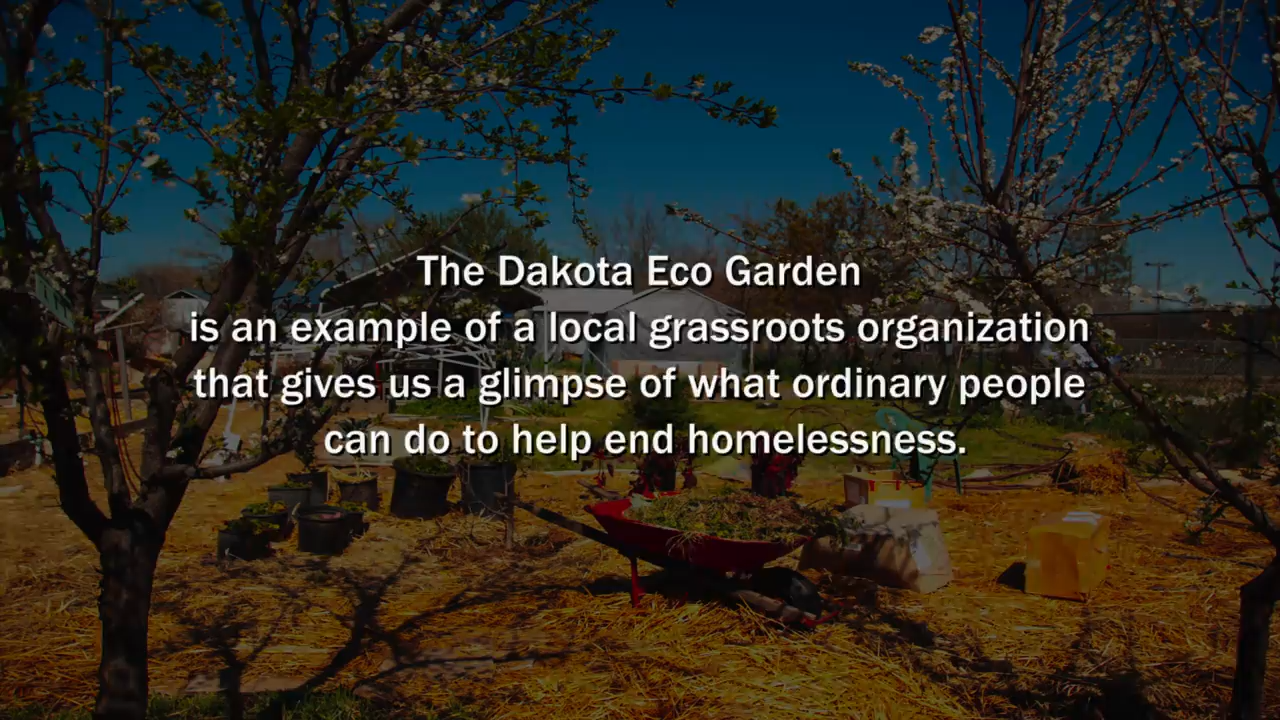 The Dakota Eco Garden
is an example of a local grassroots organization
that gives us a glimpse of what ordinary people
can do to help end homelessness.